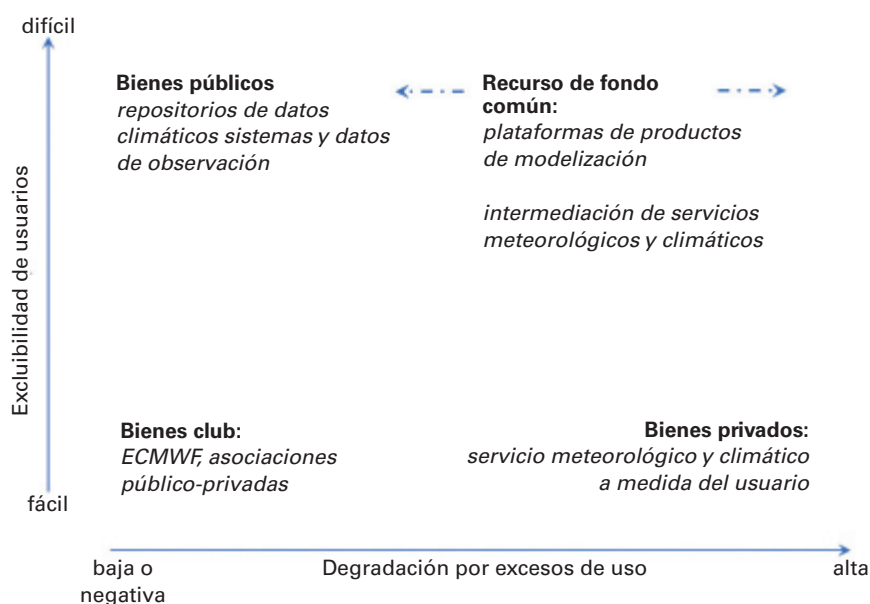 difícil
Bienes públicos
repositorios de datos
climáticos sistemas y datos
de observación
Recurso de fondo
común:
plataformas de productos
de modelización
intermediación de servicios
meteorológicos y climáticos
Excluibilidad de usuarios
Bienes club:
ECMWF, asociaciones
público-privadas
Bienes privados:
servicio meteorológico y climático
a medida del usuario
fácil
baja o
negativa
Degradación por excesos de uso
alta